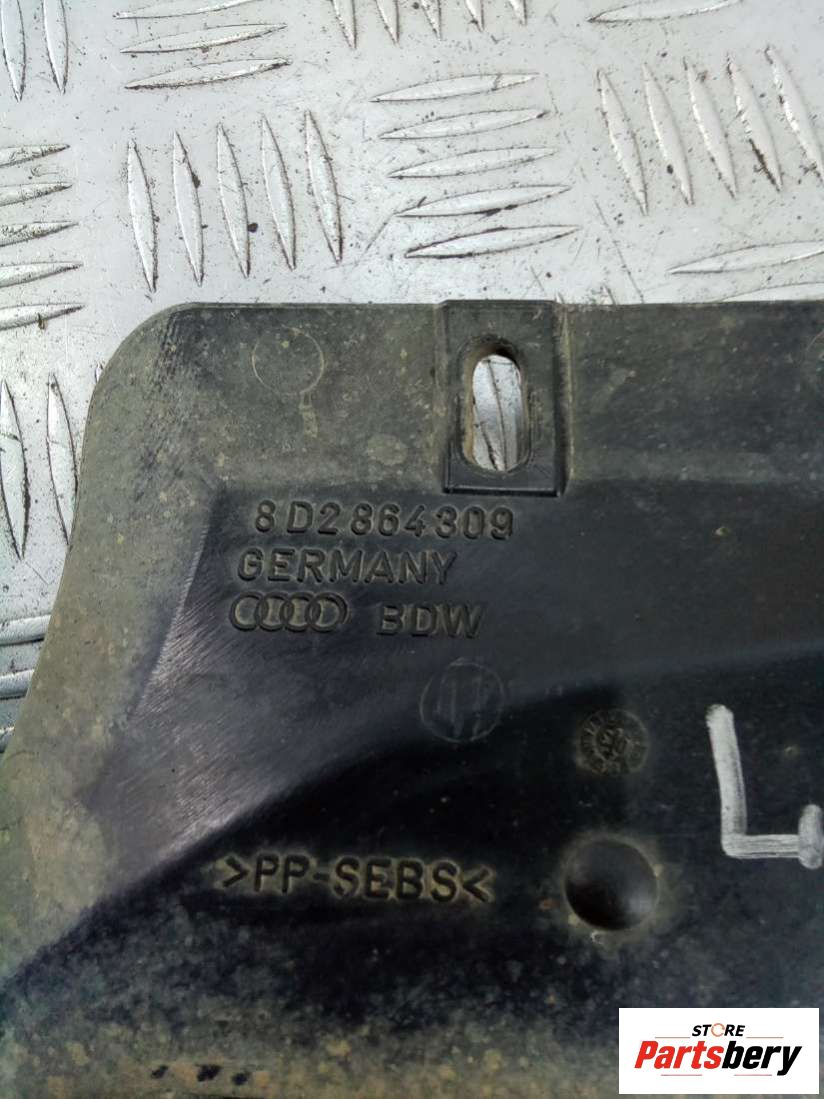 8D2864309
GERMANY
BDW
>PP-SEBS<
L
STORE
Partsbery